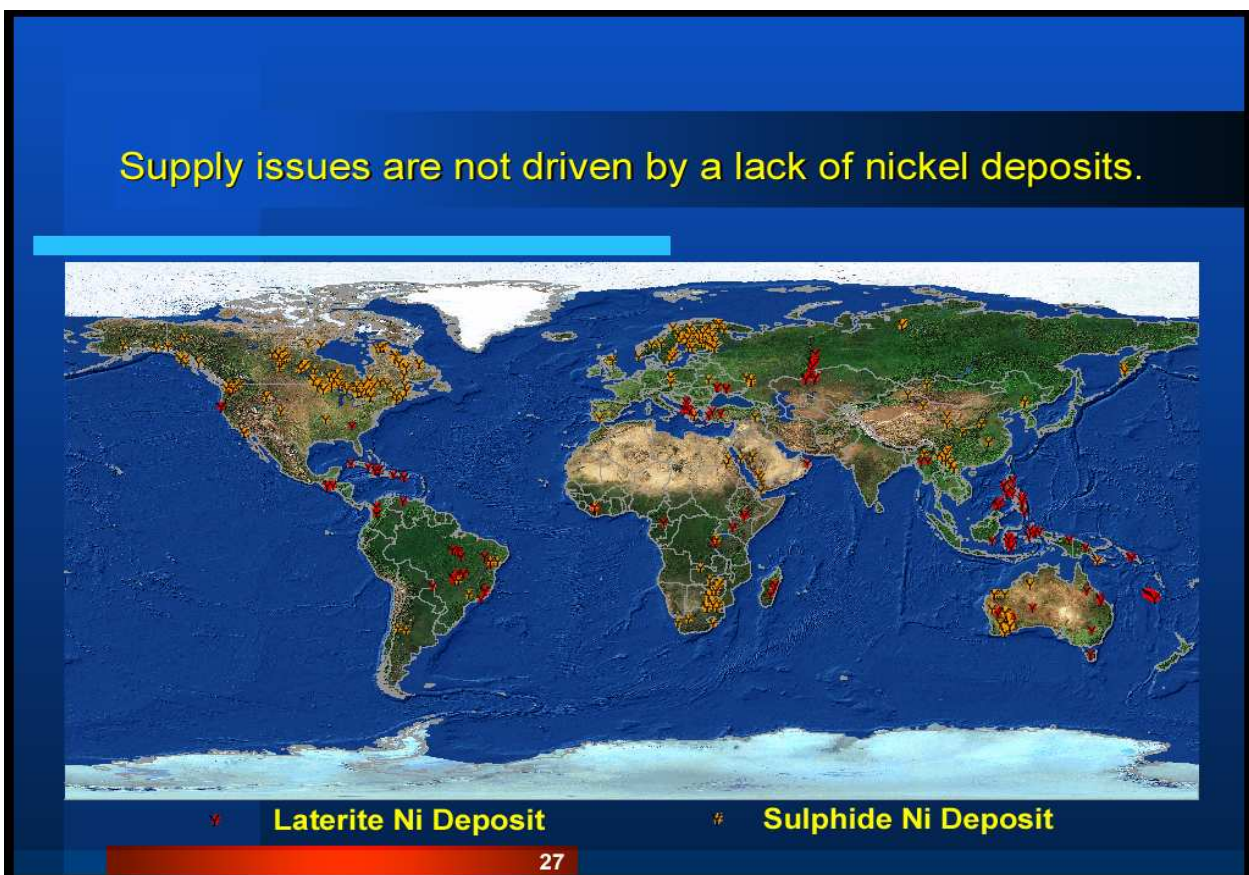 Supply issues are not driven by a lack of nickel deposits.
Laterite Ni Deposit
Sulphide Ni Deposit
27